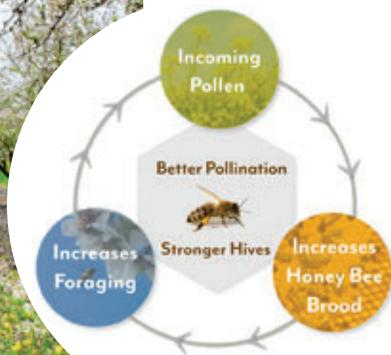 Incoming
Pollen
Better Pollination
Stronger Hives
Increases
Honey Bee
Brood
Increases
Foraging